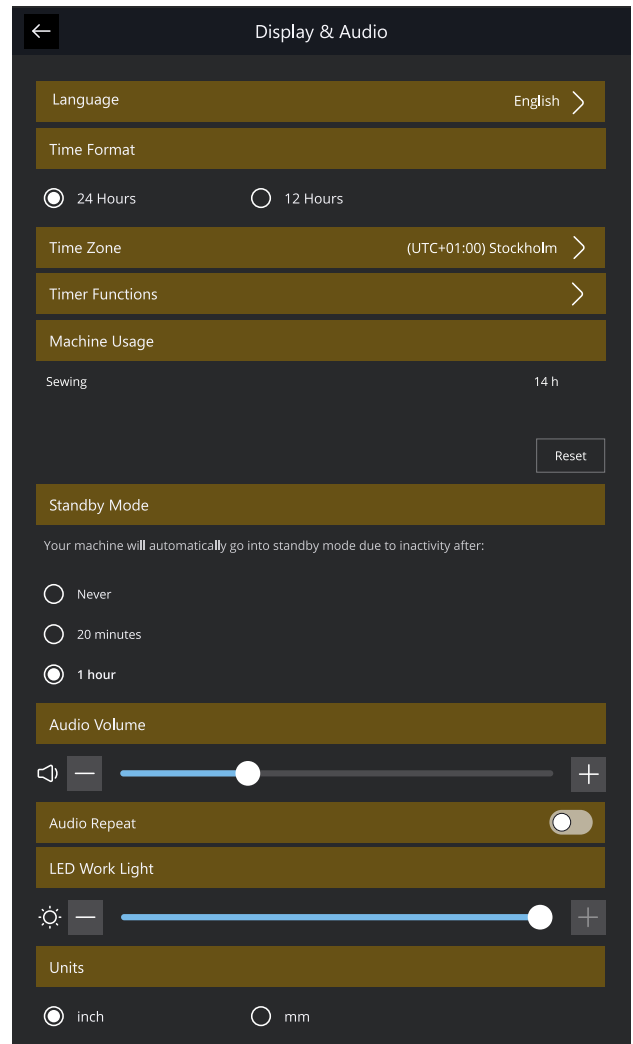 Display & Audio
Language English
Time Format
24 Hours 12 Hours
Time Zone (UTC+01:00) Stockholm
Timer Functions
Machine Usage
Sewing 14 h
Reset
Standby Mode
Your machine will automatically go into standby mode due to inactivity after:
Never
20 minutes
1 hour
Audio Volume
Audio Repeat
LED Work Light
Units
inch mm